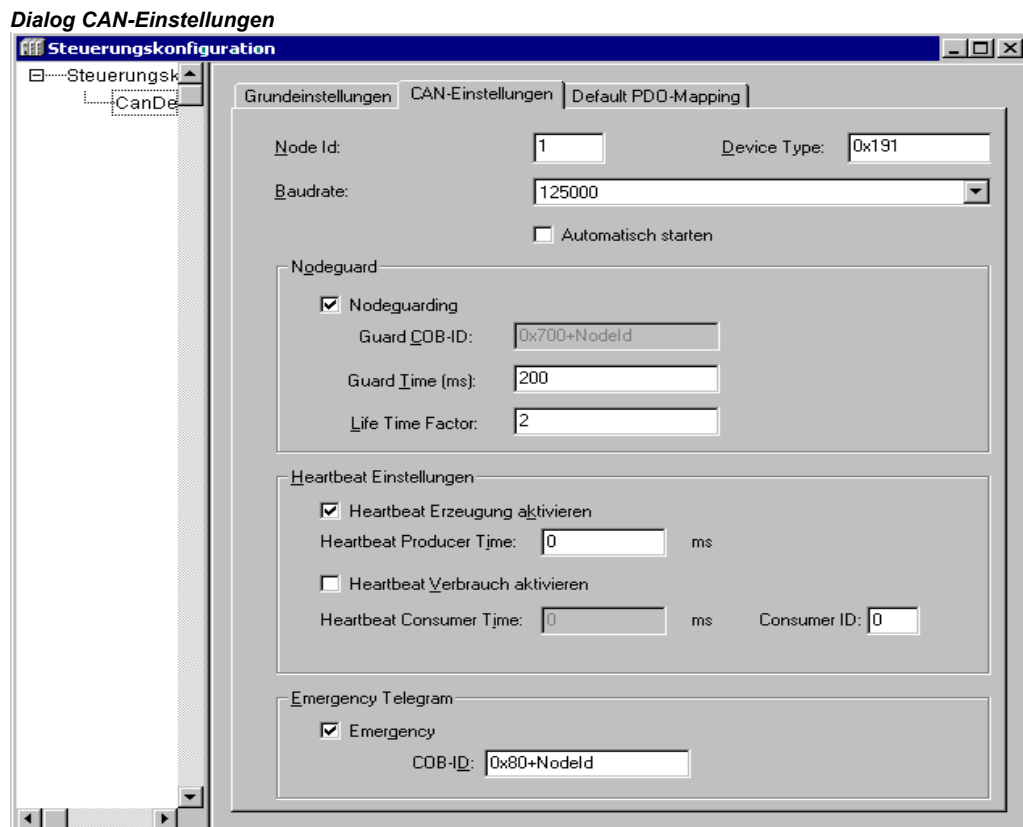 Dialog CAN-Einstellungen
Steuerungskonfiguration
Steuerungsk
CanDe
Grundeinstellungen CAN-Einstellungen Default PDO-Mapping
Node Id: 1 Device Type: 0x191
Baudrate: 125000
Automatisch starten
Nodeguard
Nodeguarding
Guard COB-ID: 0x700+NodeId
Guard Time (ms): 200
Life Time Factor: 2
Heartbeat Einstellungen
Heartbeat Erzeugung aktivieren
Heartbeat Producer Time: 0 ms
Heartbeat Verbrauch aktivieren
Heartbeat Consumer Time: 0 ms Consumer ID: 0
Emergency Telegram
Emergency
COB-ID: 0x80+NodeId